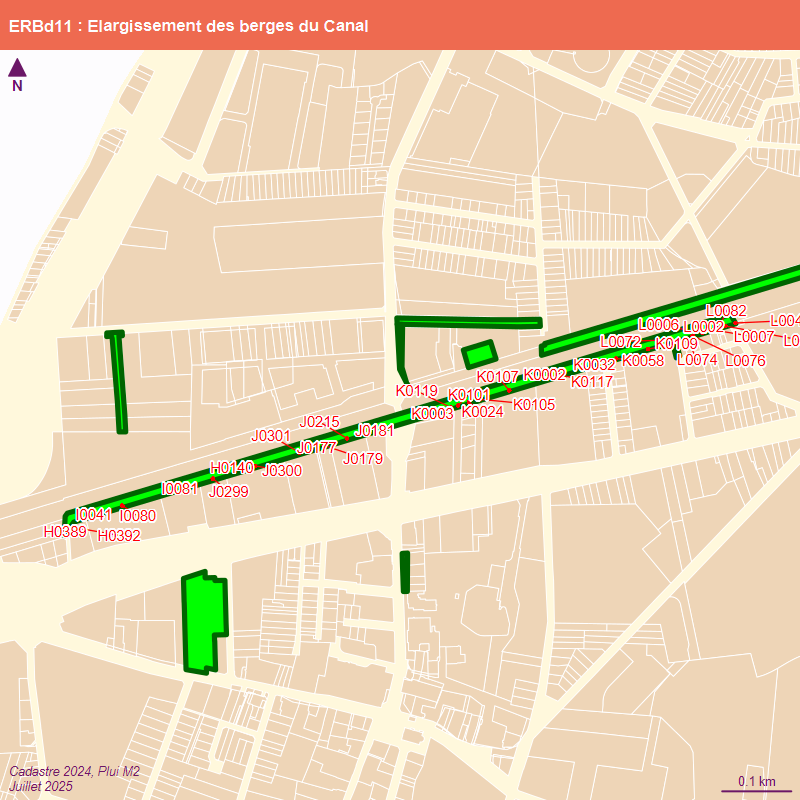 ERBd11 : Elargissement des berges du Canal
N
L0082
L0006
L0002
L0007
L0072
K0109
L0074
L0076
K0032
K0058
K0107
K0002
K0117
K0119
K0101
K0105
K0003
K0024
J0215
J0301
J0181
J0177
J0179
H0140
J0300
I0081
J0299
I0041
I0080
H0389
H0392
Cadastre 2024, Plui M2
Juillet 2025
0.1 km